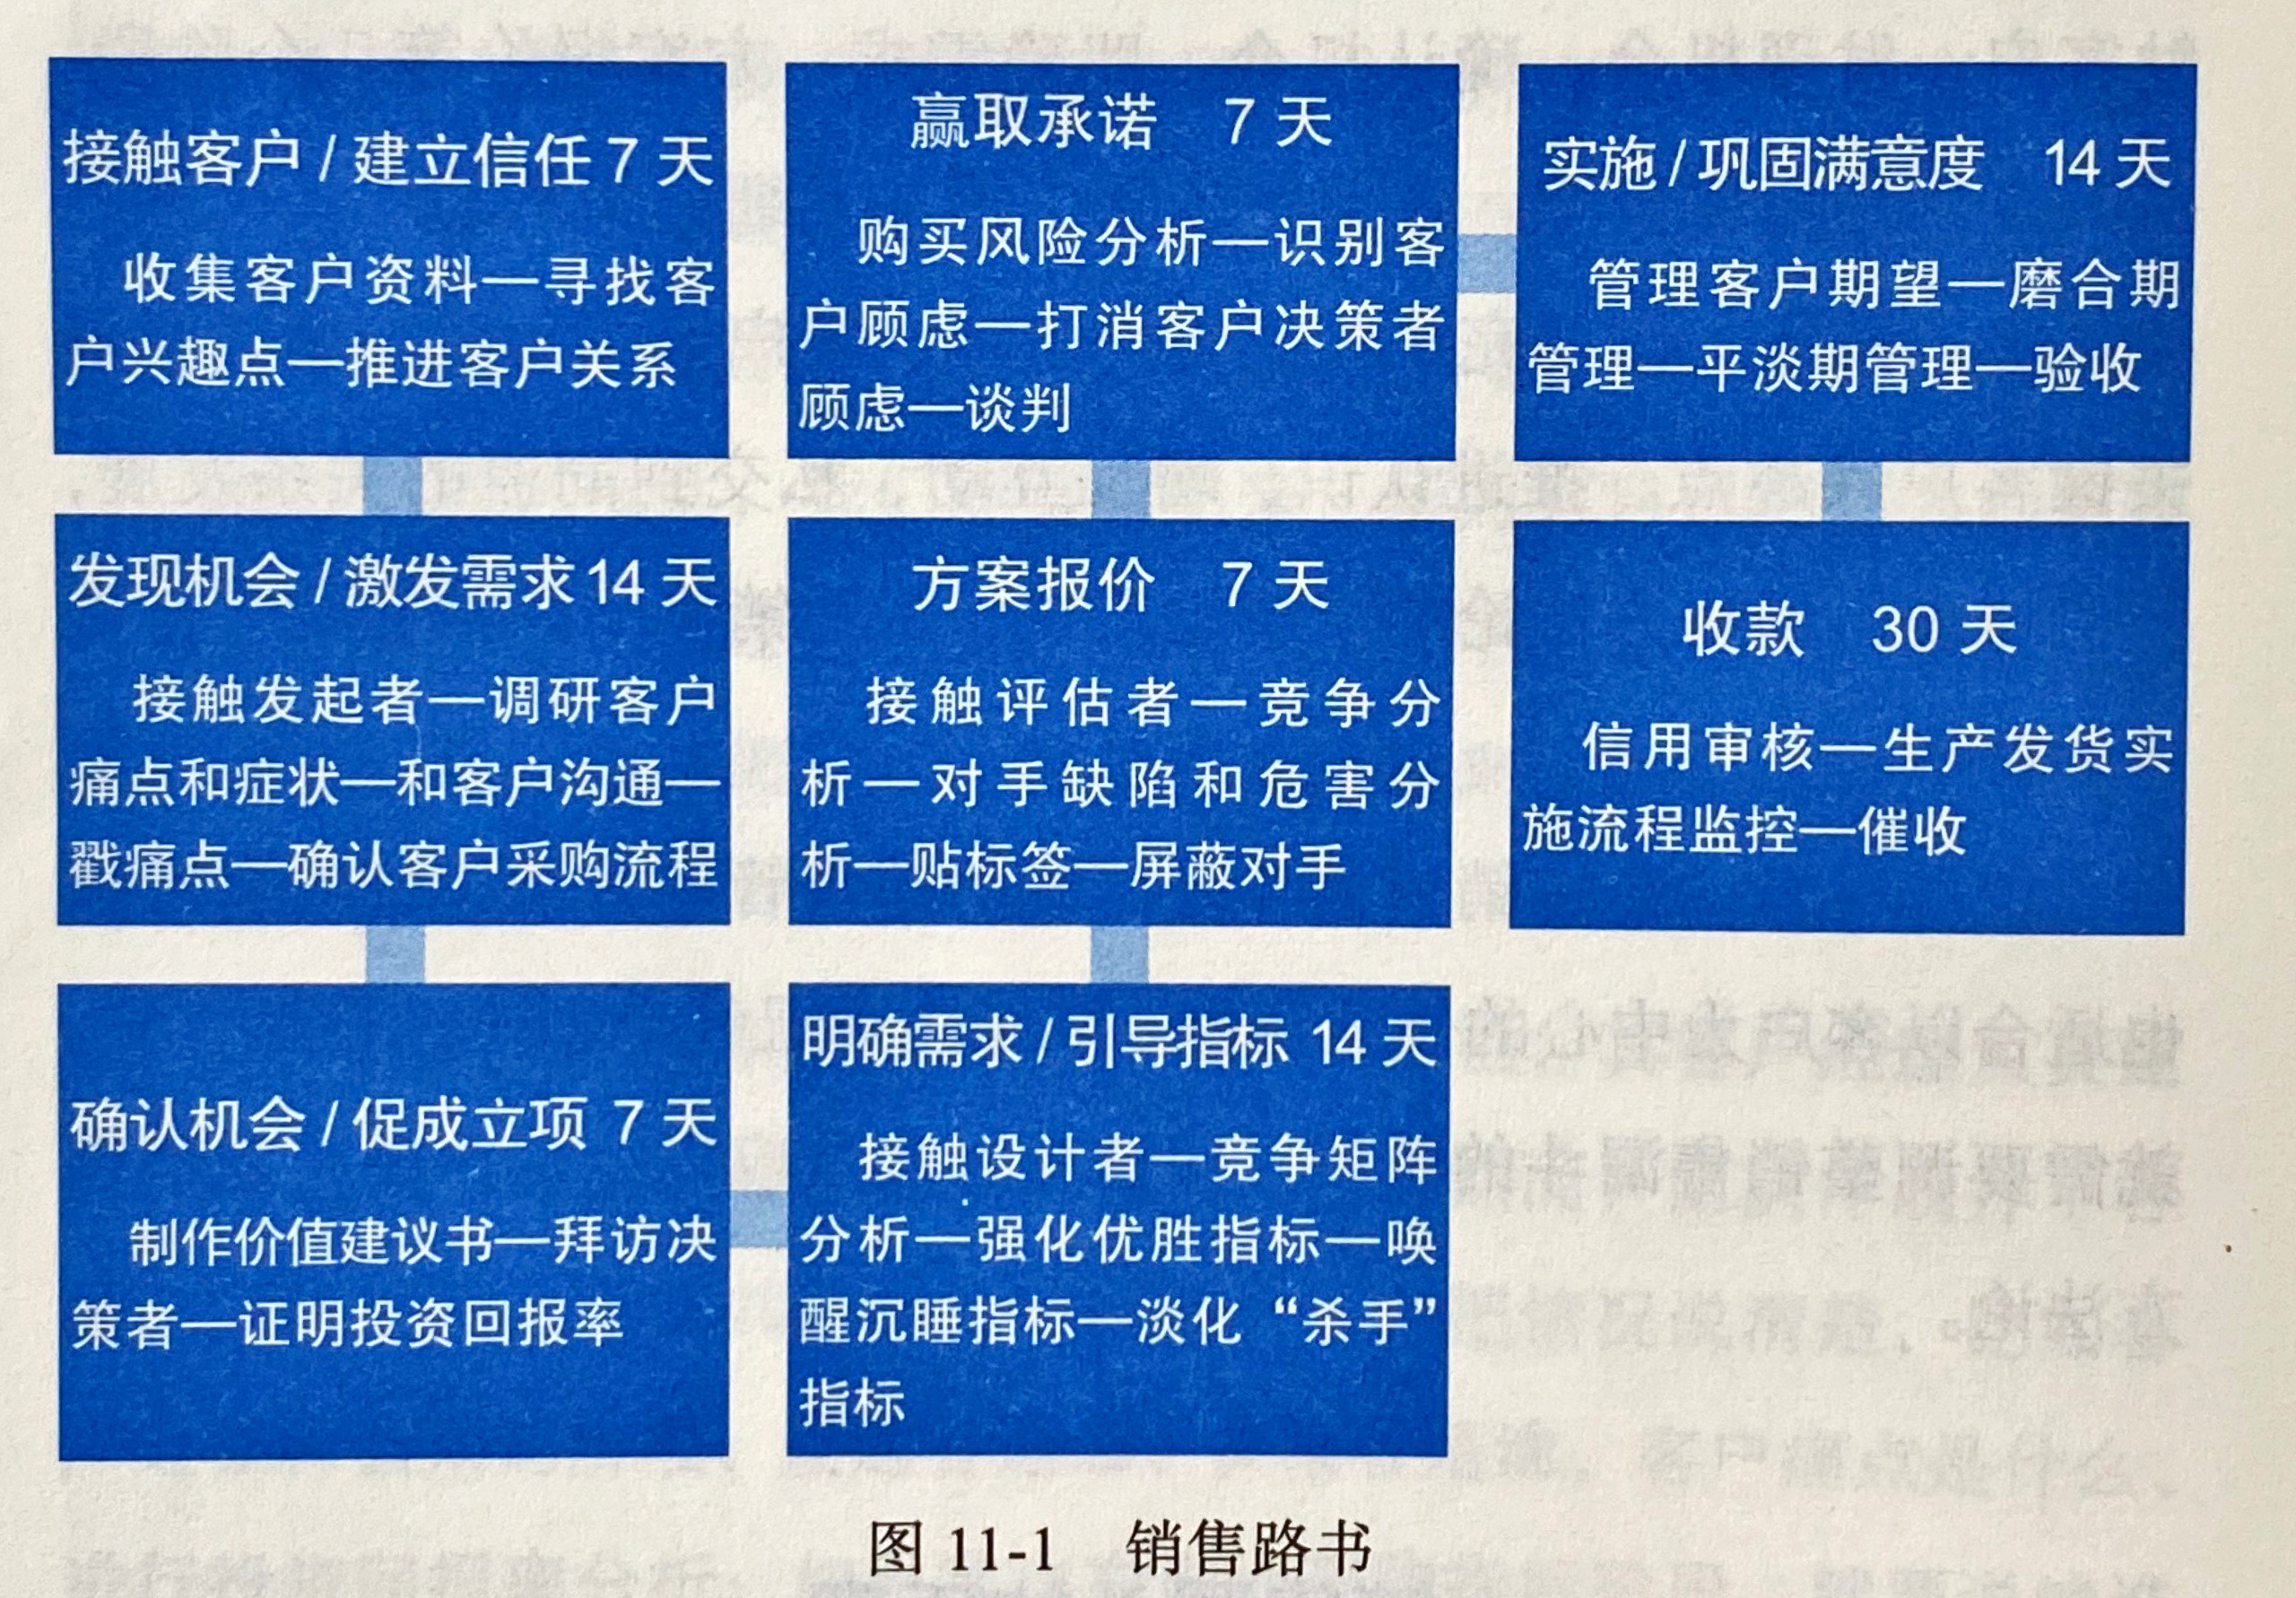 接触客户 / 建立信任 7 天
收集客户资料—寻找客
户兴趣点—推进客户关系
发现机会 / 激发需求 14 天
接触发起者—调研客户
痛点和症状—和客户沟通—
戳痛点—确认客户采购流程
确认机会 / 促成立项 7 天
制作价值建议书—拜访决
策者—证明投资回报率
明确需求 / 引导指标 14 天
接触设计者—竞争矩阵
分析—强化优胜指标—唤
醒沉睡指标—淡化“杀手”
指标
方案报价 7 天
接触评估者—竞争分
析—对手缺陷和危害分
析—贴标签—屏蔽对手
赢取承诺 7 天
购买风险分析—识别客
户顾虑—打消客户决策者
顾虑—谈判
实施 / 巩固满意度 14 天
管理客户期望—磨合期
管理—平淡期管理—验收
收款 30 天
信用审核—生产发货实
施流程监控—催收
图 11-1 销售路书